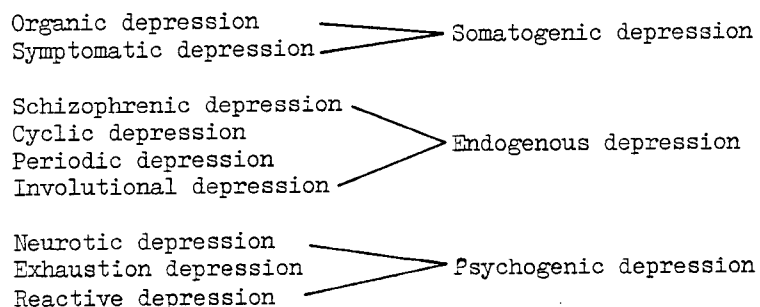 Organic depression
Symptomatic depression
Somatogenic depression
Schizophrenic depression
Cyclic depression
Periodic depression
Involutional depression
Endogenous depression
Neurotic depression
Exhaustion depression
Reactive depression
Psychogenic depression